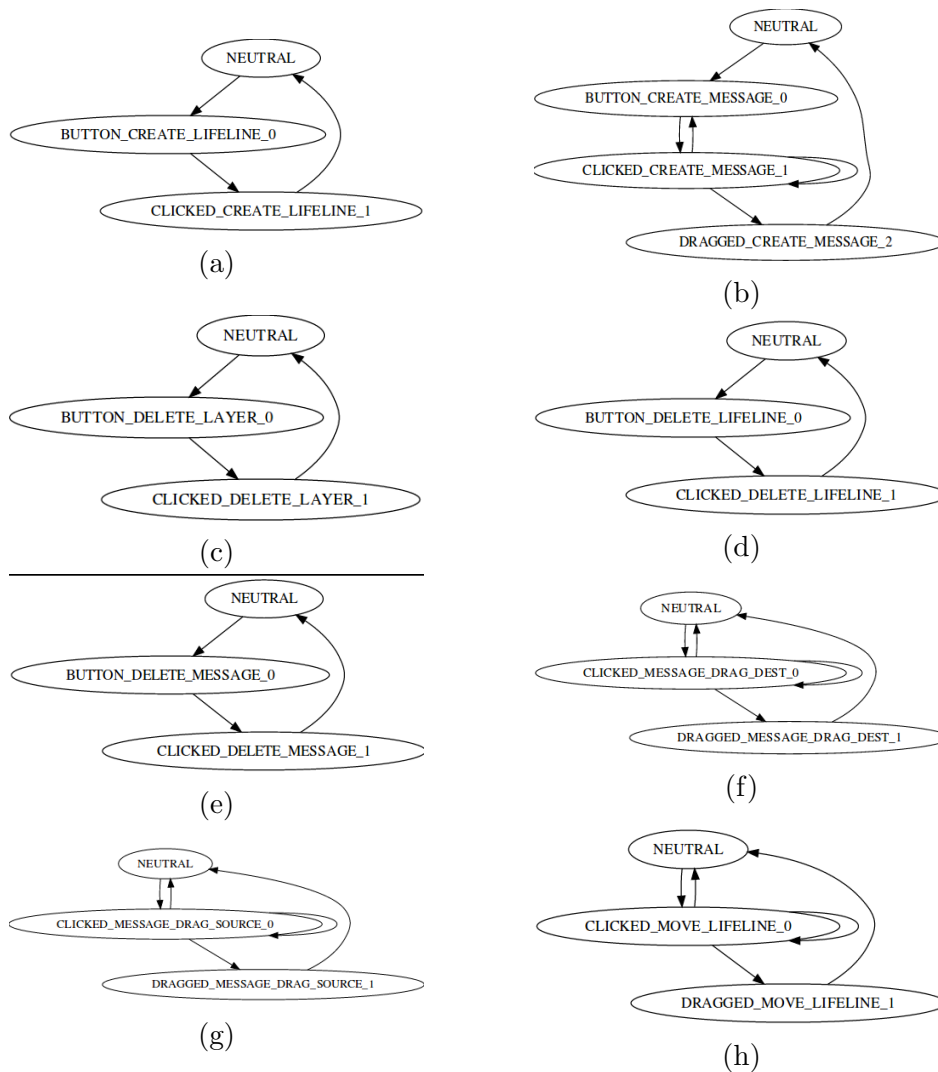 NEUTRAL
BUTTON_CREATE_LIFELINE_0
CLICKED_CREATE_LIFELINE_1
(a)
NEUTRAL
BUTTON_CREATE_MESSAGE_0
CLICKED_CREATE_MESSAGE_1
DRAGGED_CREATE_MESSAGE_2
(b)
NEUTRAL
BUTTON_DELETE_LAYER_0
CLICKED_DELETE_LAYER_1
(c)
NEUTRAL
BUTTON_DELETE_LIFELINE_0
CLICKED_DELETE_LIFELINE_1
(d)
NEUTRAL
BUTTON_DELETE_MESSAGE_0
CLICKED_DELETE_MESSAGE_1
(e)
NEUTRAL
CLICKED_MESSAGE_DRAG_DEST_0
DRAGGED_MESSAGE_DRAG_DEST_1
(f)
NEUTRAL
CLICKED_MESSAGE_DRAG_SOURCE_0
DRAGGED_MESSAGE_DRAG_SOURCE_1
(g)
NEUTRAL
CLICKED_MOVE_LIFELINE_0
DRAGGED_MOVE_LIFELINE_1
(h)